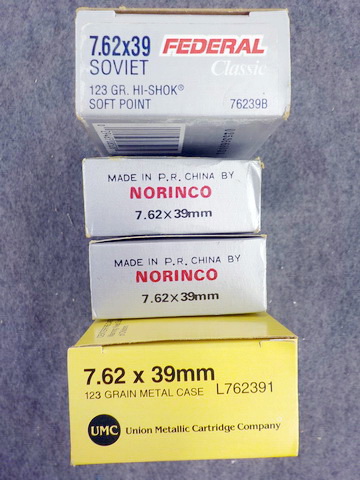 7.62x39 FEDERAL
SOVIET Classic
123 GR. HI-SHOK®
SOFT POINT 76239B
MADE IN P.R. CHINA BY
NORINCO
7.62×39mm
MADE IN P.R. CHINA BY
NORINCO
7.62×39mm
7.62 x 39mm
123 GRAIN METAL CASE L762391
UMC Union Metallic Cartridge Company